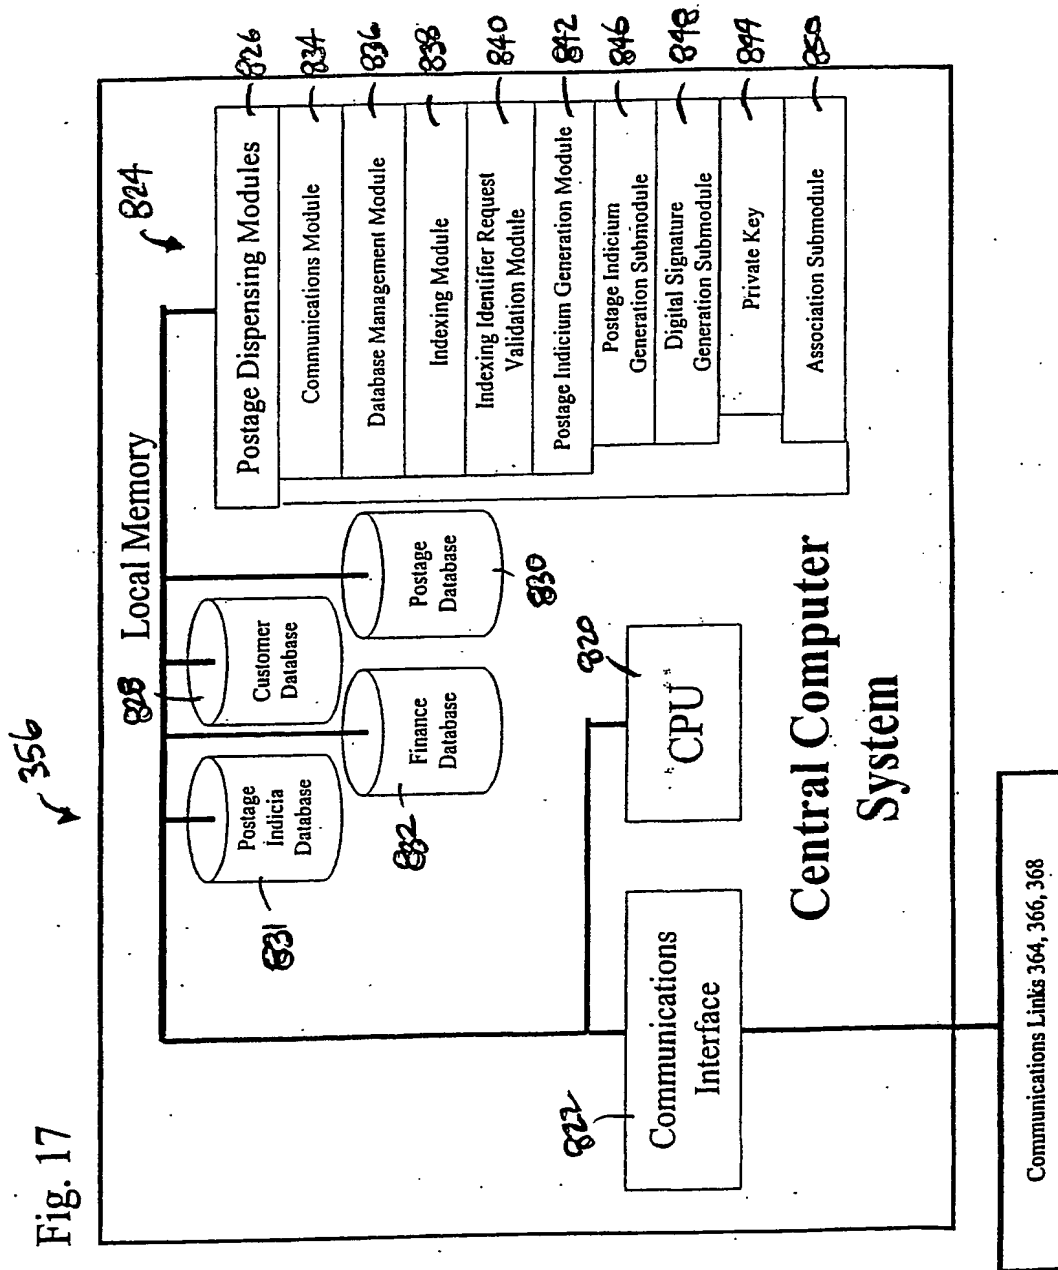 Fig. 17
356
824
Local Memory
Postage
Indicia
Database
831
828
Customer
Database
Finance
Database
832
Postage
Database
830
Postage Dispensing Modules
826
Communications Module
834
Database Management Module
836
Indexing Module
838
Indexing Identifier Request
Validation Module
840
Postage Indicium Generation Module
842
Postage Indicium
Generation Submodule
846
Digital Signature
Generation Submodule
848
Private Key
844
Association Submodule
850
822
Communications
Interface
820
CPU
Central Computer
System
Communications Links 364, 366, 368